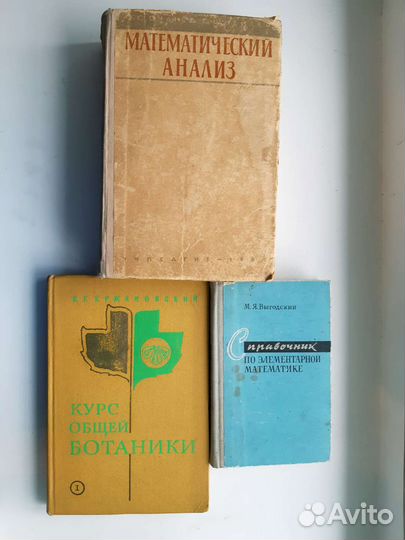 МАТЕМАТИЧЕСКИЙ
АНАЛИЗ
М. Я. Выгодский
Справочник
ПО ЭЛЕМЕНТАРНОЙ
МАТЕМАТИКЕ
КУРС
ОБЩЕЙ
БОТАНИКИ
1
Avito